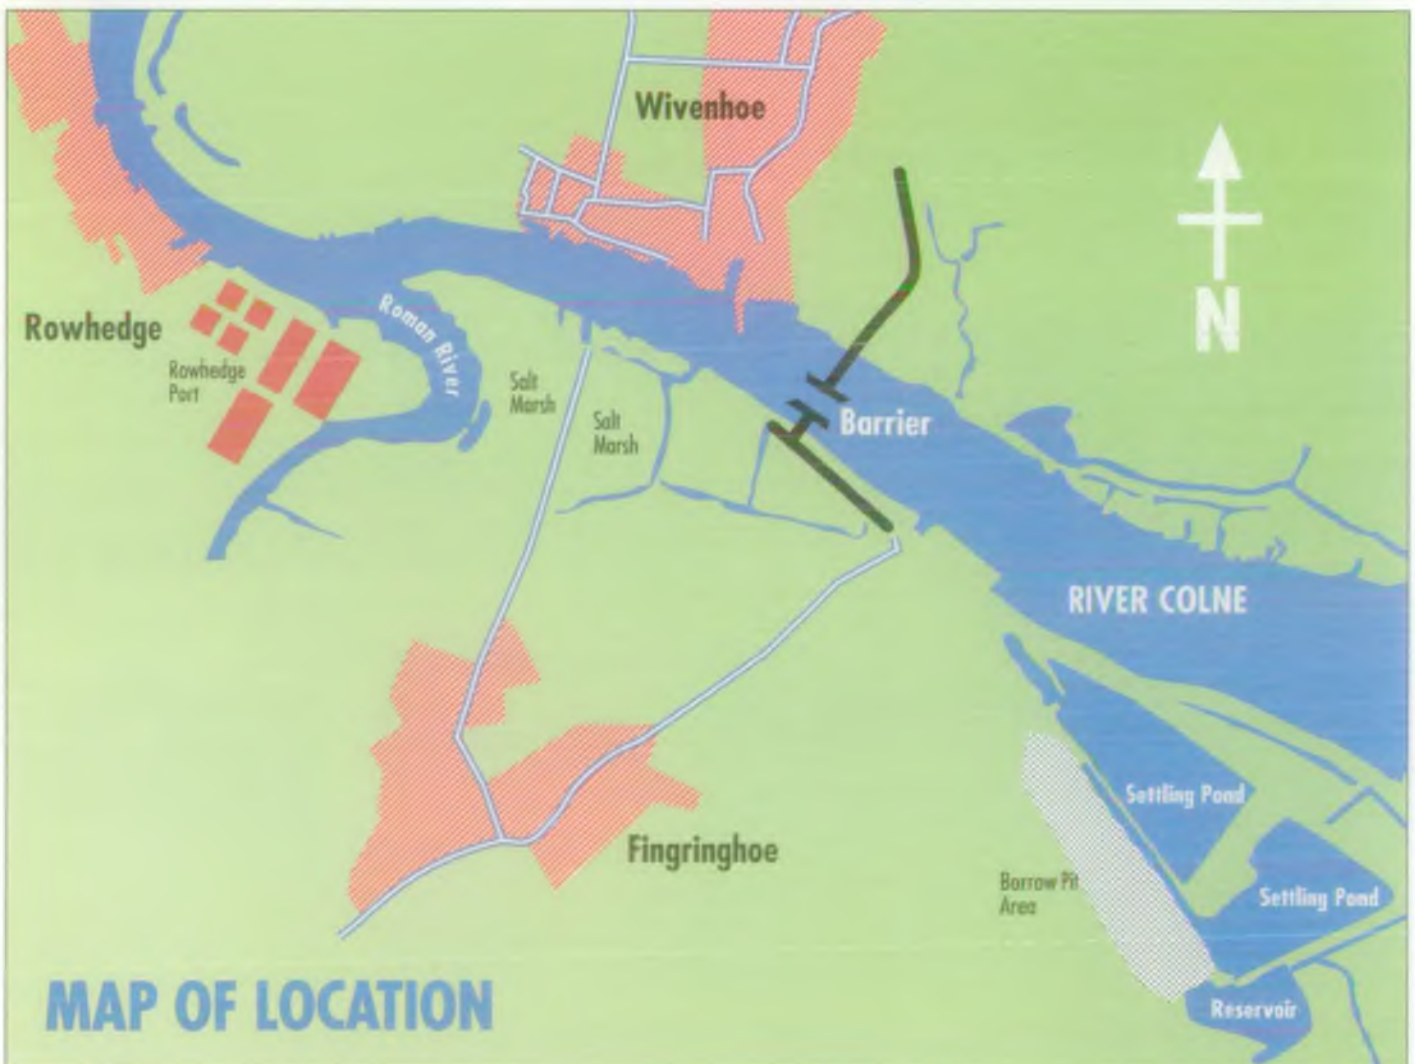 Wivenhoe
N
Roman River
Rowhedge
Rowhedge
Port
Salt
Marsh
Salt
Marsh
Barrier
RIVER COLNE
Settling Pond
Fingringhoe
Borrow Pit
Area
Settling Pond
MAP OF LOCATION
Reservoir